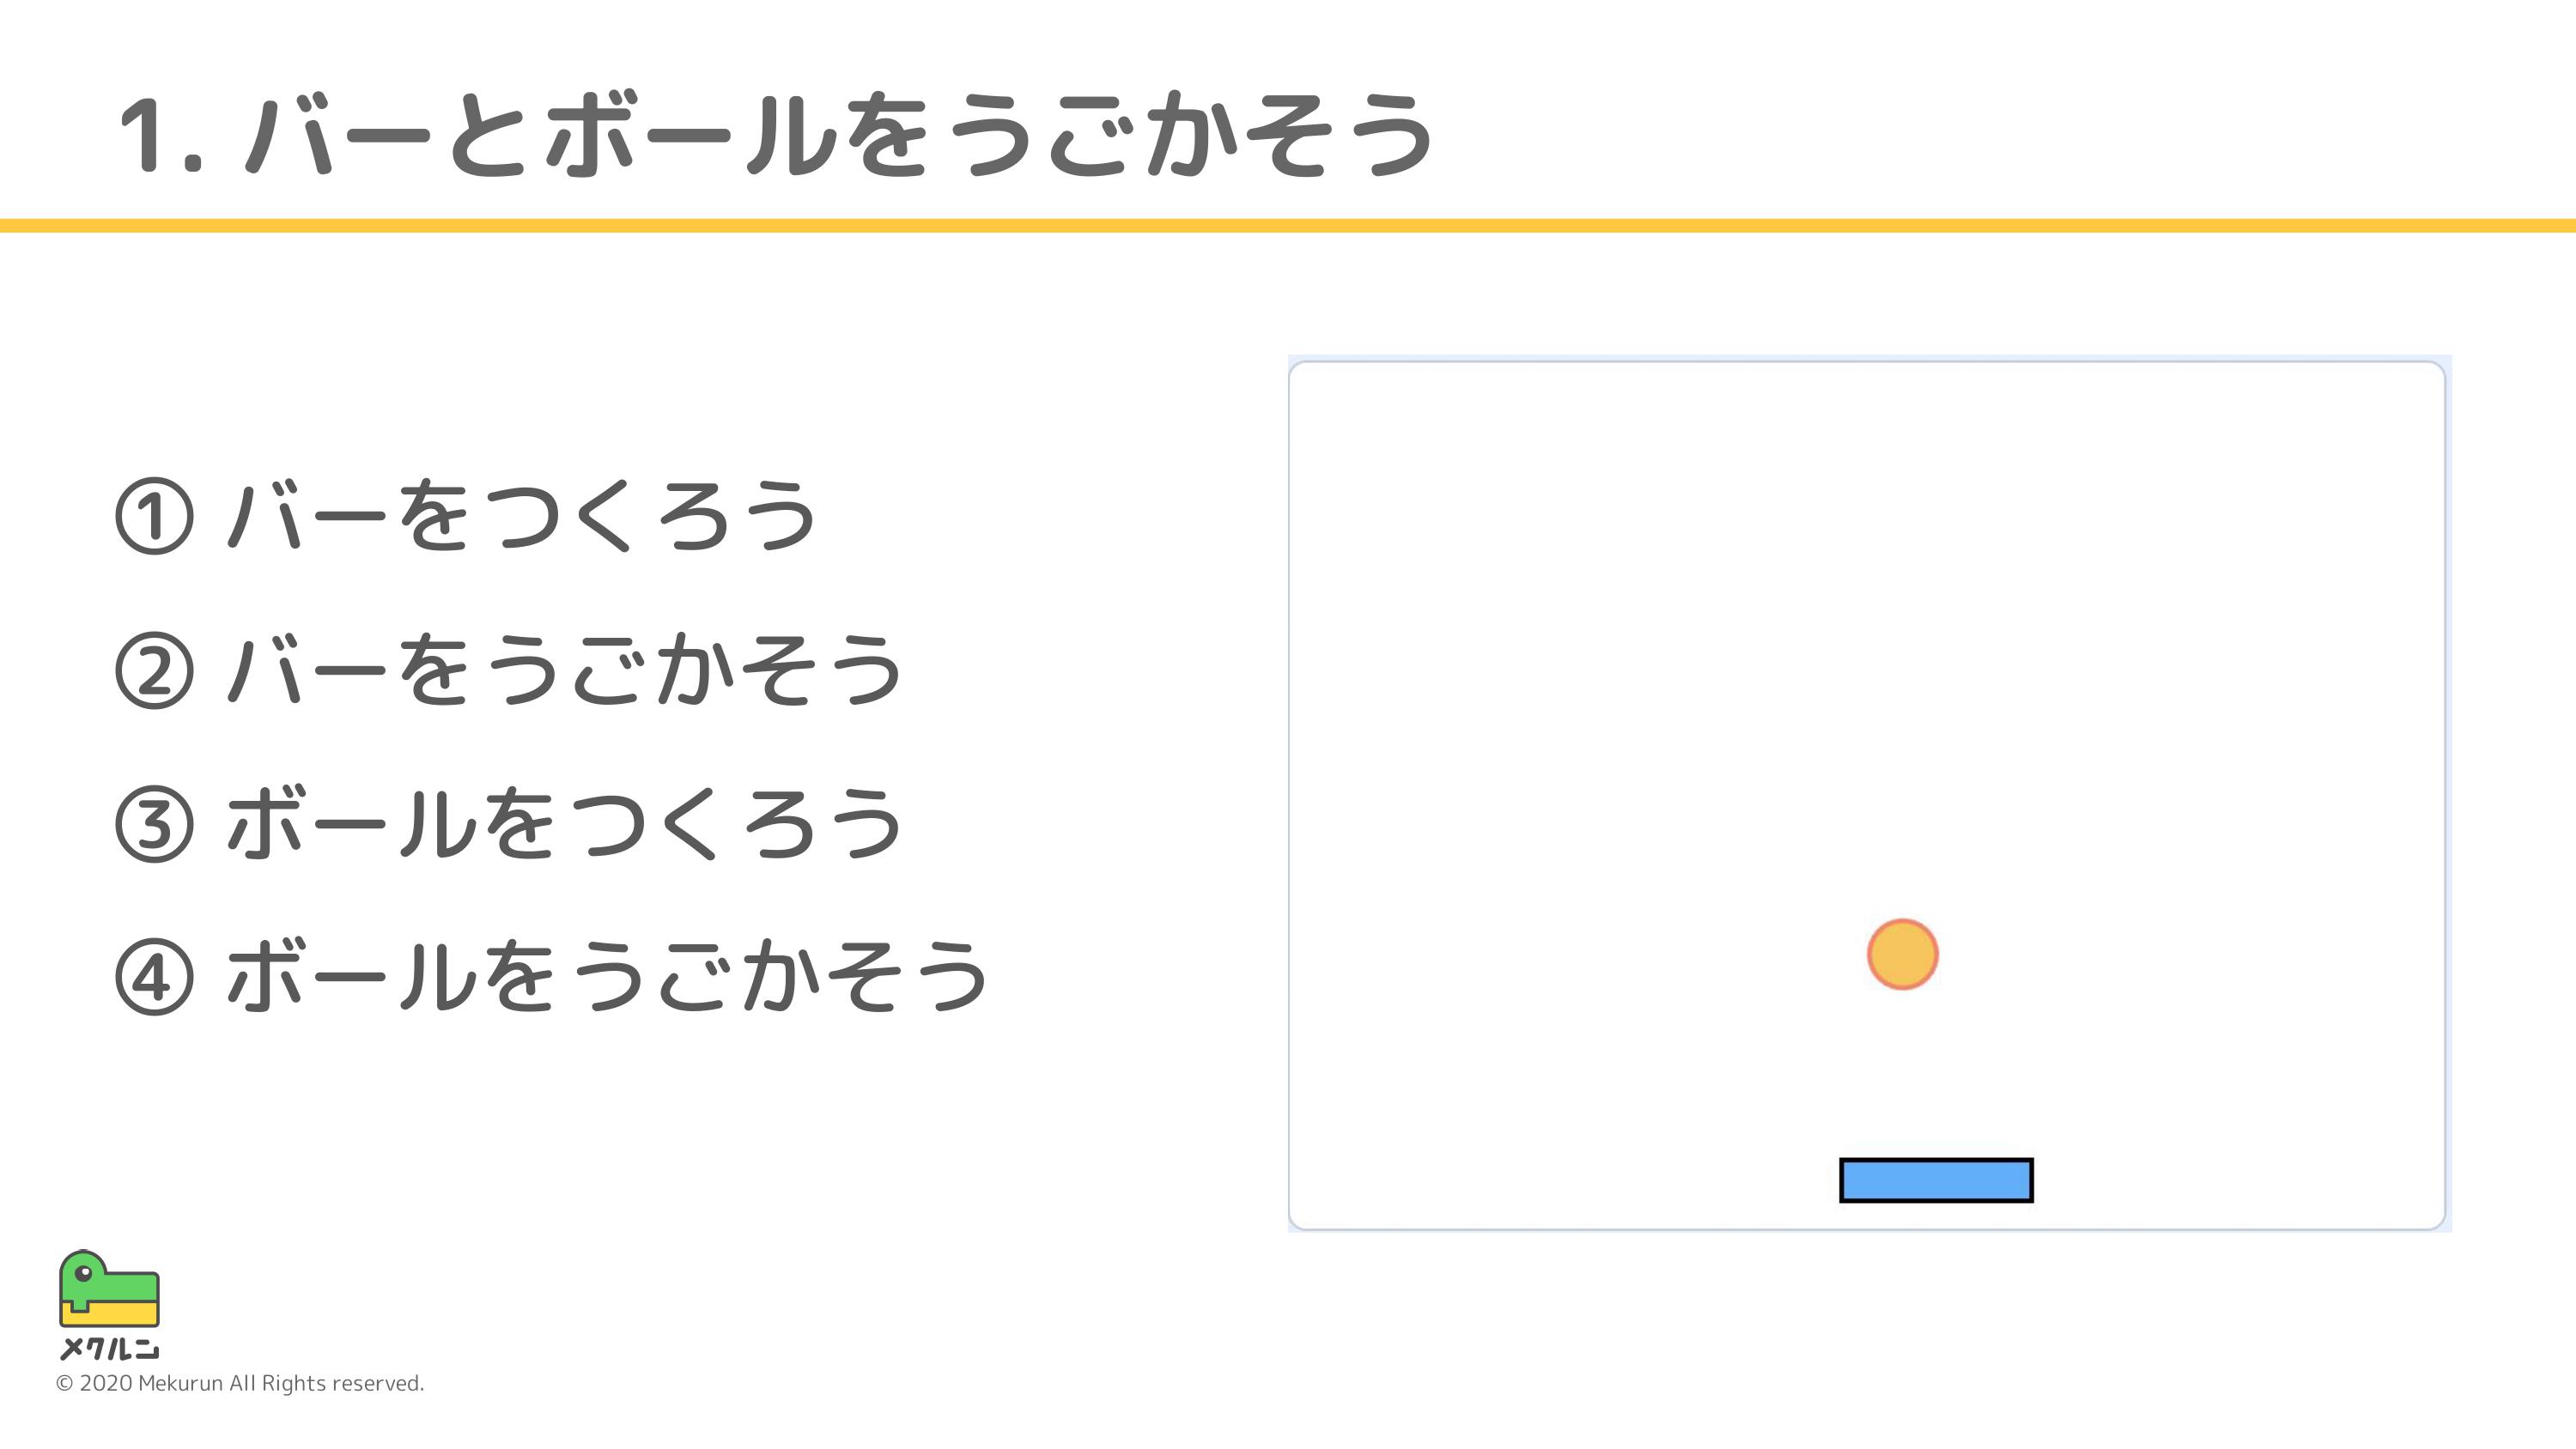 1. バーとボールをうごかそう
① バーをつくろう
② バーをうごかそう
③ ボールをつくろう
④ ボールをうごかそう
メクルン
© 2020 Mekurun All Rights reserved.